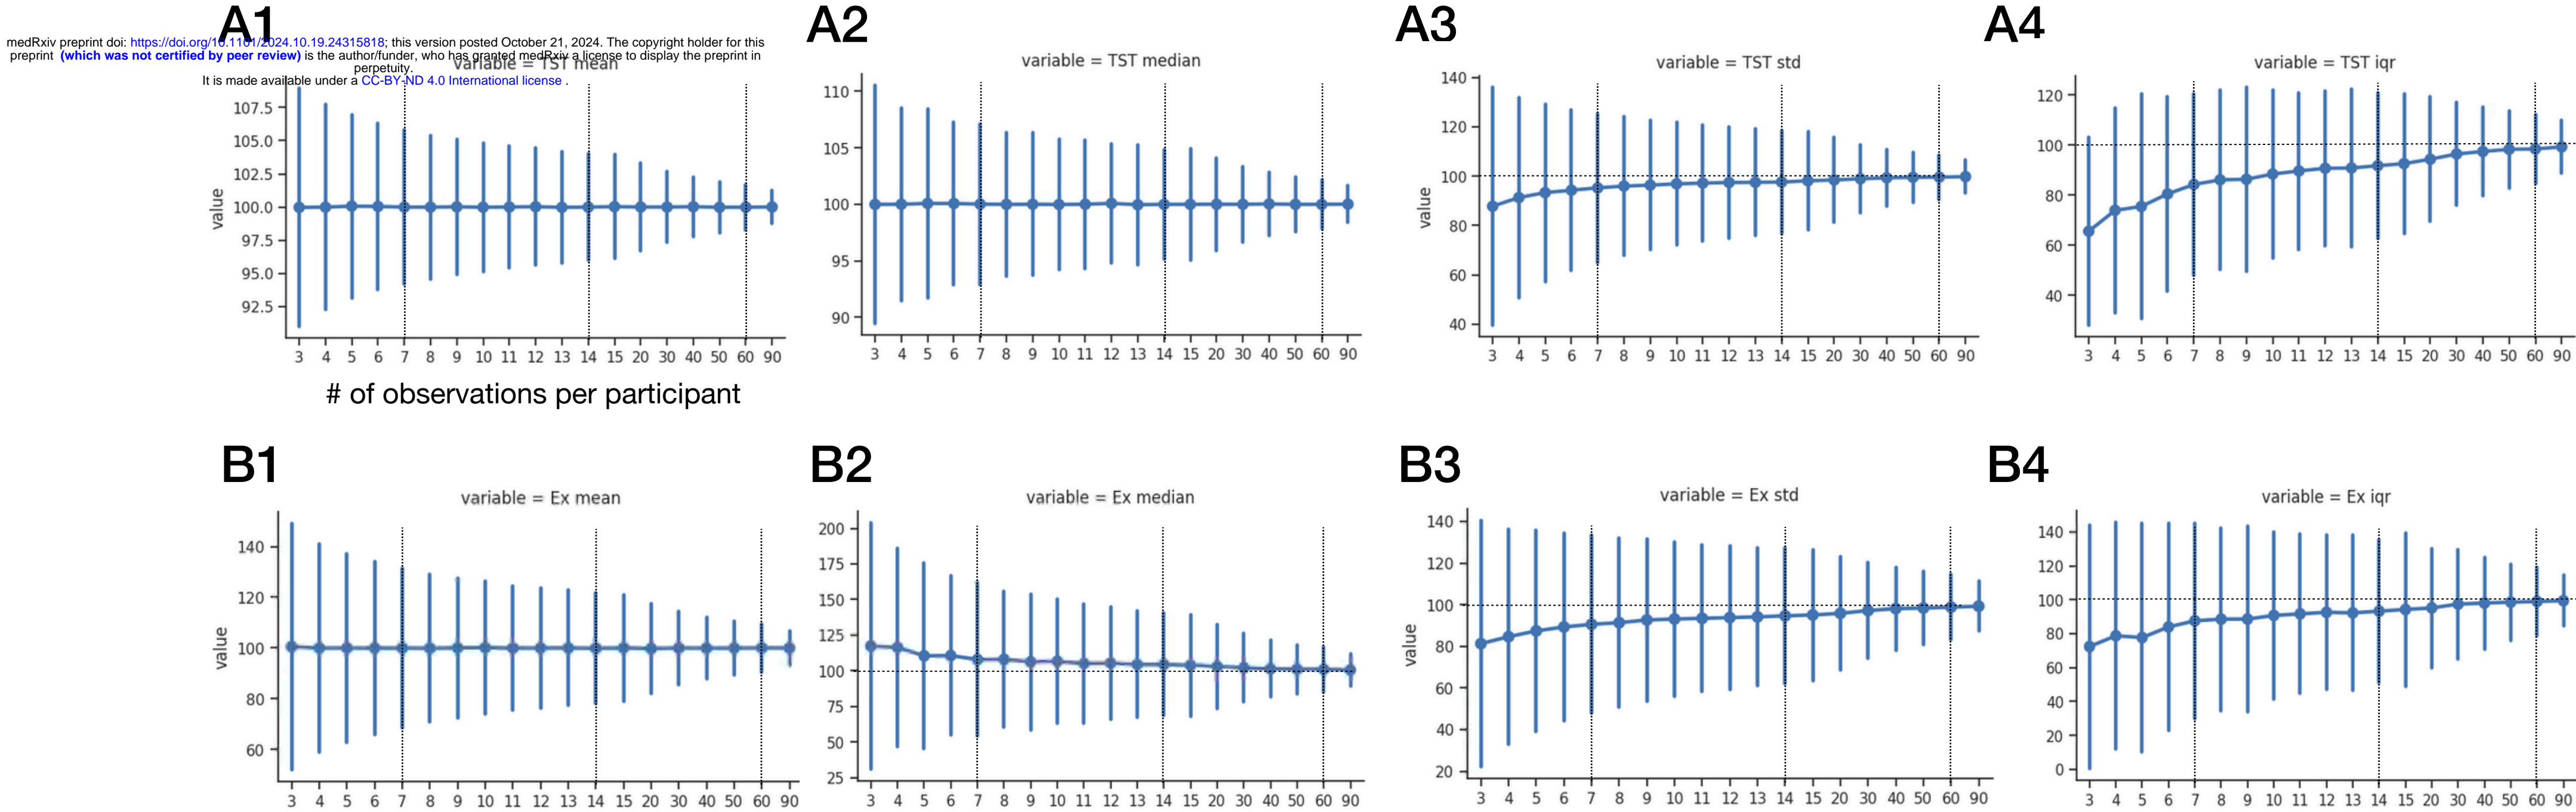 A1
A2
A3
A4
medRxiv preprint doi: https://doi.org/10.1101/2024.10.19.24315818; this version posted October 21, 2024. The copyright holder for this
preprint (which was not certified by peer review) is the author/funder, who has granted medRxiv a license to display the preprint in
perpetuity.
It is made available under a CC-BY-ND 4.0 International license .
variable = TST mean
107.5
105.0
102.5
100.0
97.5
95.0
92.5
value
3 4 5 6 7 8 9 10 11 12 13 14 15 20 30 40 50 60 90
# of observations per participant
variable = TST median
110
105
100
95
90
3 4 5 6 7 8 9 10 11 12 13 14 15 20 30 40 50 60 90
variable = TST std
140
120
100
80
60
40
value
3 4 5 6 7 8 9 10 11 12 13 14 15 20 30 40 50 60 90
variable = TST iqr
120
100
80
60
40
3 4 5 6 7 8 9 10 11 12 13 14 15 20 30 40 50 60 90
B1
variable = Ex mean
140
120
100
80
60
value
3 4 5 6 7 8 9 10 11 12 13 14 15 20 30 40 50 60 90
B2
variable = Ex median
200
175
150
125
100
75
50
25
3 4 5 6 7 8 9 10 11 12 13 14 15 20 30 40 50 60 90
B3
variable = Ex std
140
120
100
80
60
40
20
value
3 4 5 6 7 8 9 10 11 12 13 14 15 20 30 40 50 60 90
B4
variable = Ex iqr
140
120
100
80
60
40
20
0
3 4 5 6 7 8 9 10 11 12 13 14 15 20 30 40 50 60 90